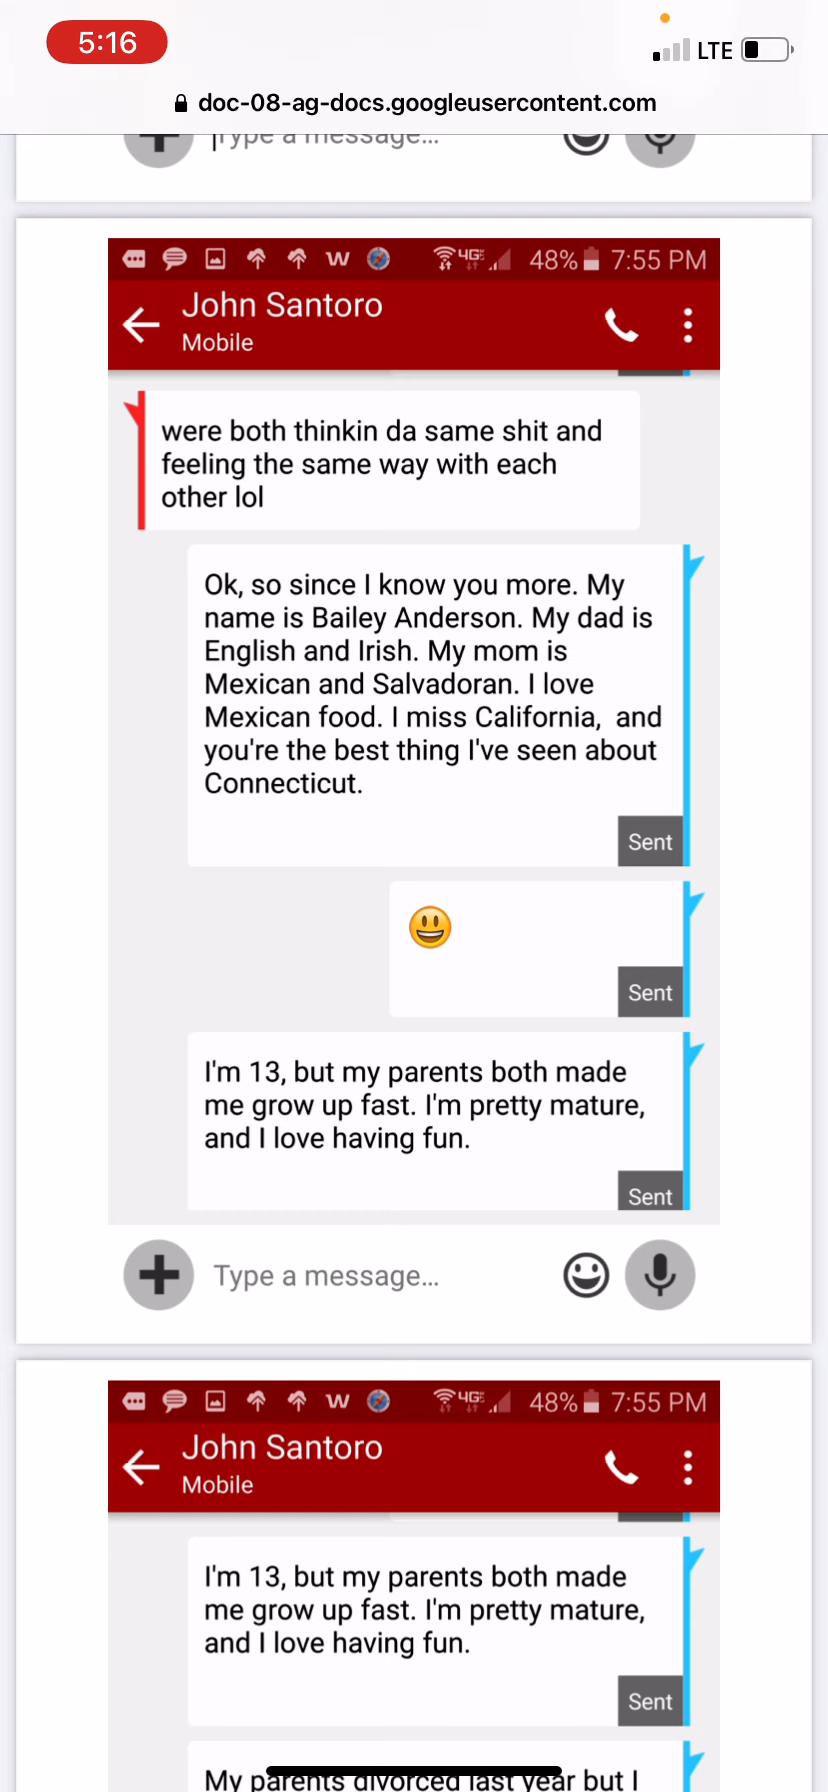 5:16
LTE
doc-08-ag-docs.googleusercontent.com
Type a message...
4G 48% 7:55 PM
John Santoro
Mobile
were both thinkin da same shit and
feeling the same way with each
other lol
Ok, so since I know you more. My
name is Bailey Anderson. My dad is
English and Irish. My mom is
Mexican and Salvadoran. I love
Mexican food. I miss California,  and
you're the best thing I've seen about
Connecticut.
Sent
Sent
I'm 13, but my parents both made
me grow up fast. I'm pretty mature,
and I love having fun.
Sent
Type a message...
4G 48% 7:55 PM
John Santoro
Mobile
I'm 13, but my parents both made
me grow up fast. I'm pretty mature,
and I love having fun.
Sent
My parents divorced last year but I